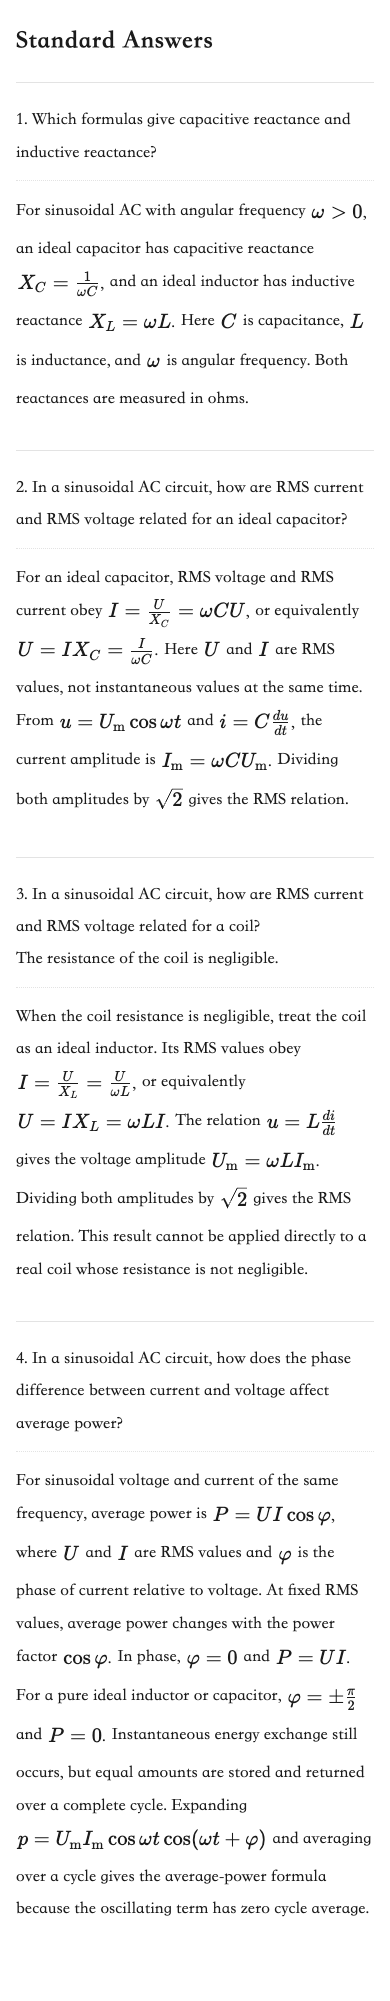 Standard Answers
1. Which formulas give capacitive reactance and
inductive reactance?
For sinusoidal AC with angular frequency ω > 0,
an ideal capacitor has capacitive reactance
X_C = 1/(ωC), and an ideal inductor has inductive
reactance X_L = ωL. Here C is capacitance, L
is inductance, and ω is angular frequency. Both
reactances are measured in ohms.
2. In a sinusoidal AC circuit, how are RMS current
and RMS voltage related for an ideal capacitor?
For an ideal capacitor, RMS voltage and RMS
current obey I = U/X_C = ωCU, or equivalently
U = IX_C = I/(ωC). Here U and I are RMS
values, not instantaneous values at the same time.
From u = U_m cos ωt and i = C du/dt, the
current amplitude is I_m = ωCU_m. Dividing
both amplitudes by √2 gives the RMS relation.
3. In a sinusoidal AC circuit, how are RMS current
and RMS voltage related for a coil?
The resistance of the coil is negligible.
When the coil resistance is negligible, treat the coil
as an ideal inductor. Its RMS values obey
I = U/X_L = U/(ωL), or equivalently
U = IX_L = ωLI. The relation u = L di/dt
gives the voltage amplitude U_m = ωLI_m.
Dividing both amplitudes by √2 gives the RMS
relation. This result cannot be applied directly to a
real coil whose resistance is not negligible.
4. In a sinusoidal AC circuit, how does the phase
difference between current and voltage affect
average power?
For sinusoidal voltage and current of the same
frequency, average power is P = UI cos φ,
where U and I are RMS values and φ is the
phase of current relative to voltage. At fixed RMS
values, average power changes with the power
factor cos φ. In phase, φ = 0 and P = UI.
For a pure ideal inductor or capacitor, φ = ±π/2
and P = 0. Instantaneous energy exchange still
occurs, but equal amounts are stored and returned
over a complete cycle. Expanding
p = U_m I_m cos ωt cos(ωt + φ) and averaging
over a cycle gives the average-power formula
because the oscillating term has zero cycle average.